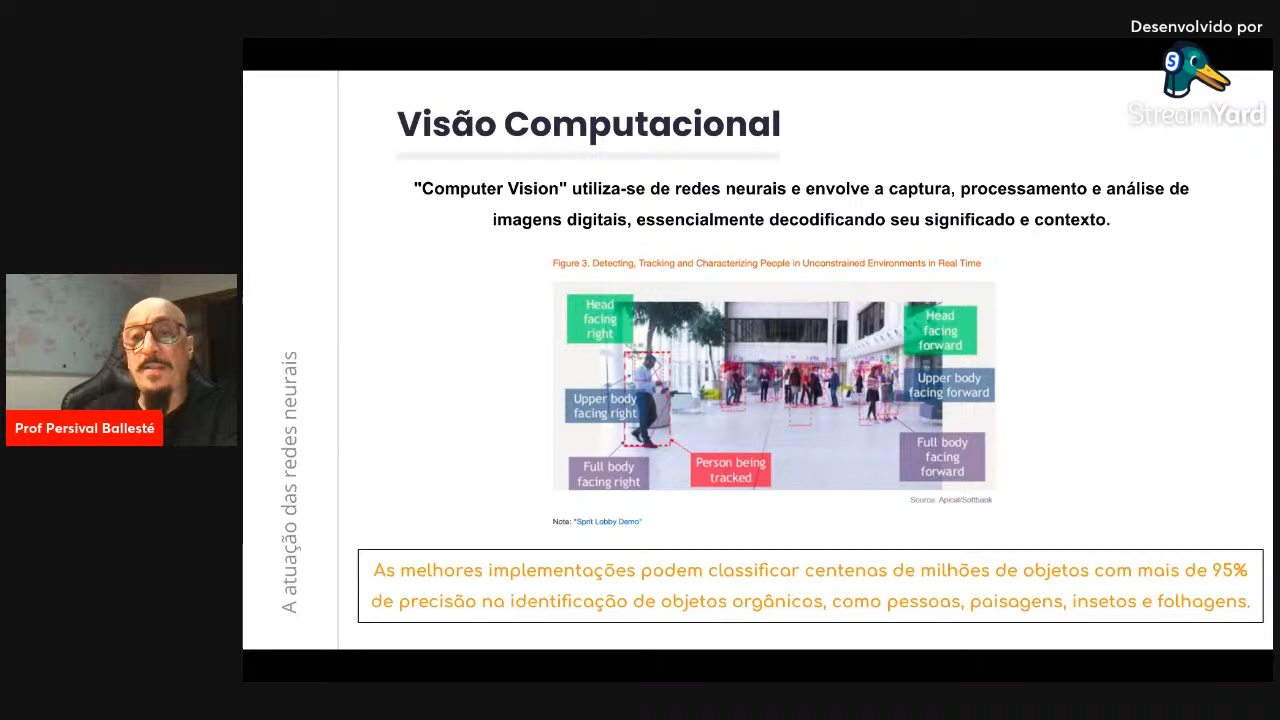 Desenvolvido por
S
StreamYard
Visão Computacional
"Computer Vision" utiliza-se de redes neurais e envolve a captura, processamento e análise de
imagens digitais, essencialmente decodificando seu significado e contexto.
Figure 3. Detecting, Tracking and Characterizing People in Unconstrained Environments in Real Time
Head
facing
right
Head
facing
forward
Upper body
facing right
Upper body
facing forward
Full body
facing right
Person being
tracked
Full body
facing
forward
Source: Apical/Softbank
Note: "Sprit Lobby Demo"
As melhores implementações podem classificar centenas de milhões de objetos com mais de 95%
de precisão na identificação de objetos orgânicos, como pessoas, paisagens, insetos e folhagens.
A atuação das redes neurais
Prof Persival Ballesté